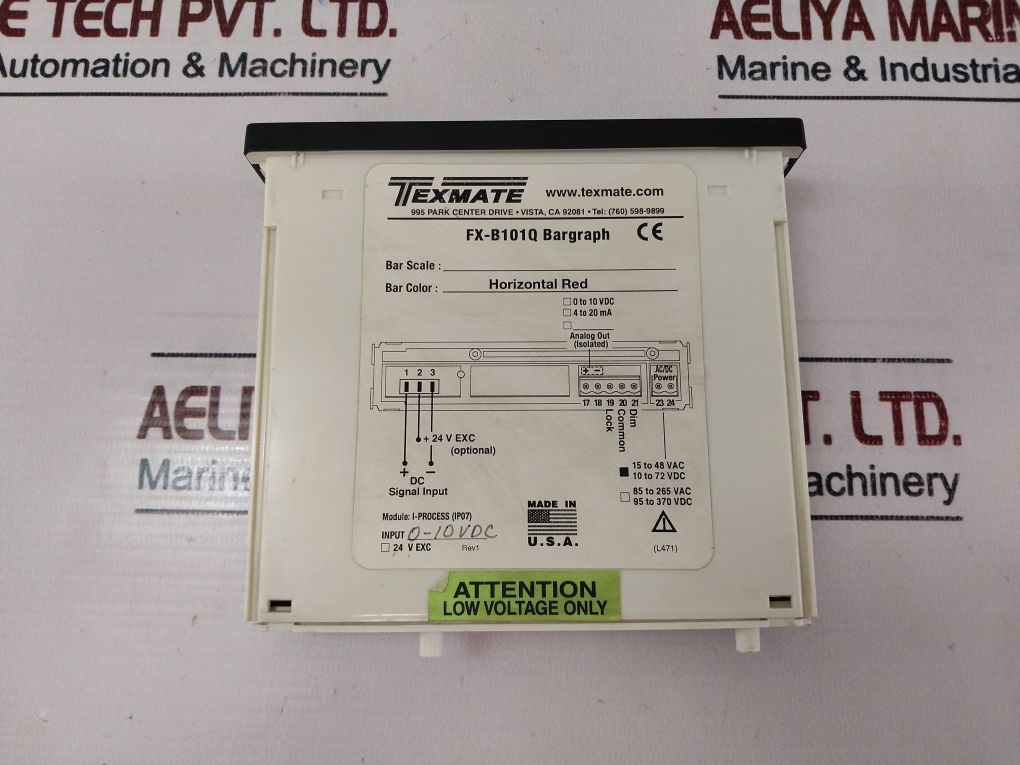 E TECH PVT. LTD.
Automation & Machinery
AELIYA MARIN
Marine & Industria
TEXMATE www.texmate.com
995 PARK CENTER DRIVE • VISTA, CA 92081 • Tel: (760) 598-9899
FX-B101Q Bargraph CE
Bar Scale :
Bar Color : Horizontal Red
0 to 10 VDC
4 to 20 mA
Analog Out
(Isolated)
+ −
AC/DC
Power
1 2 3
17 18 19 20 21 23 24
Lock
Common
Dim
+ 24 V EXC
(optional)
+ −
DC
Signal Input
15 to 48 VAC
10 to 72 VDC
85 to 265 VAC
95 to 370 VDC
Module: I-PROCESS (IP07)
INPUT 0-10VDC
24 V EXC Rev1
MADE IN
U.S.A.
(L471)
ATTENTION
LOW VOLTAGE ONLY
AELI
Marine
T. LTD.
achinery